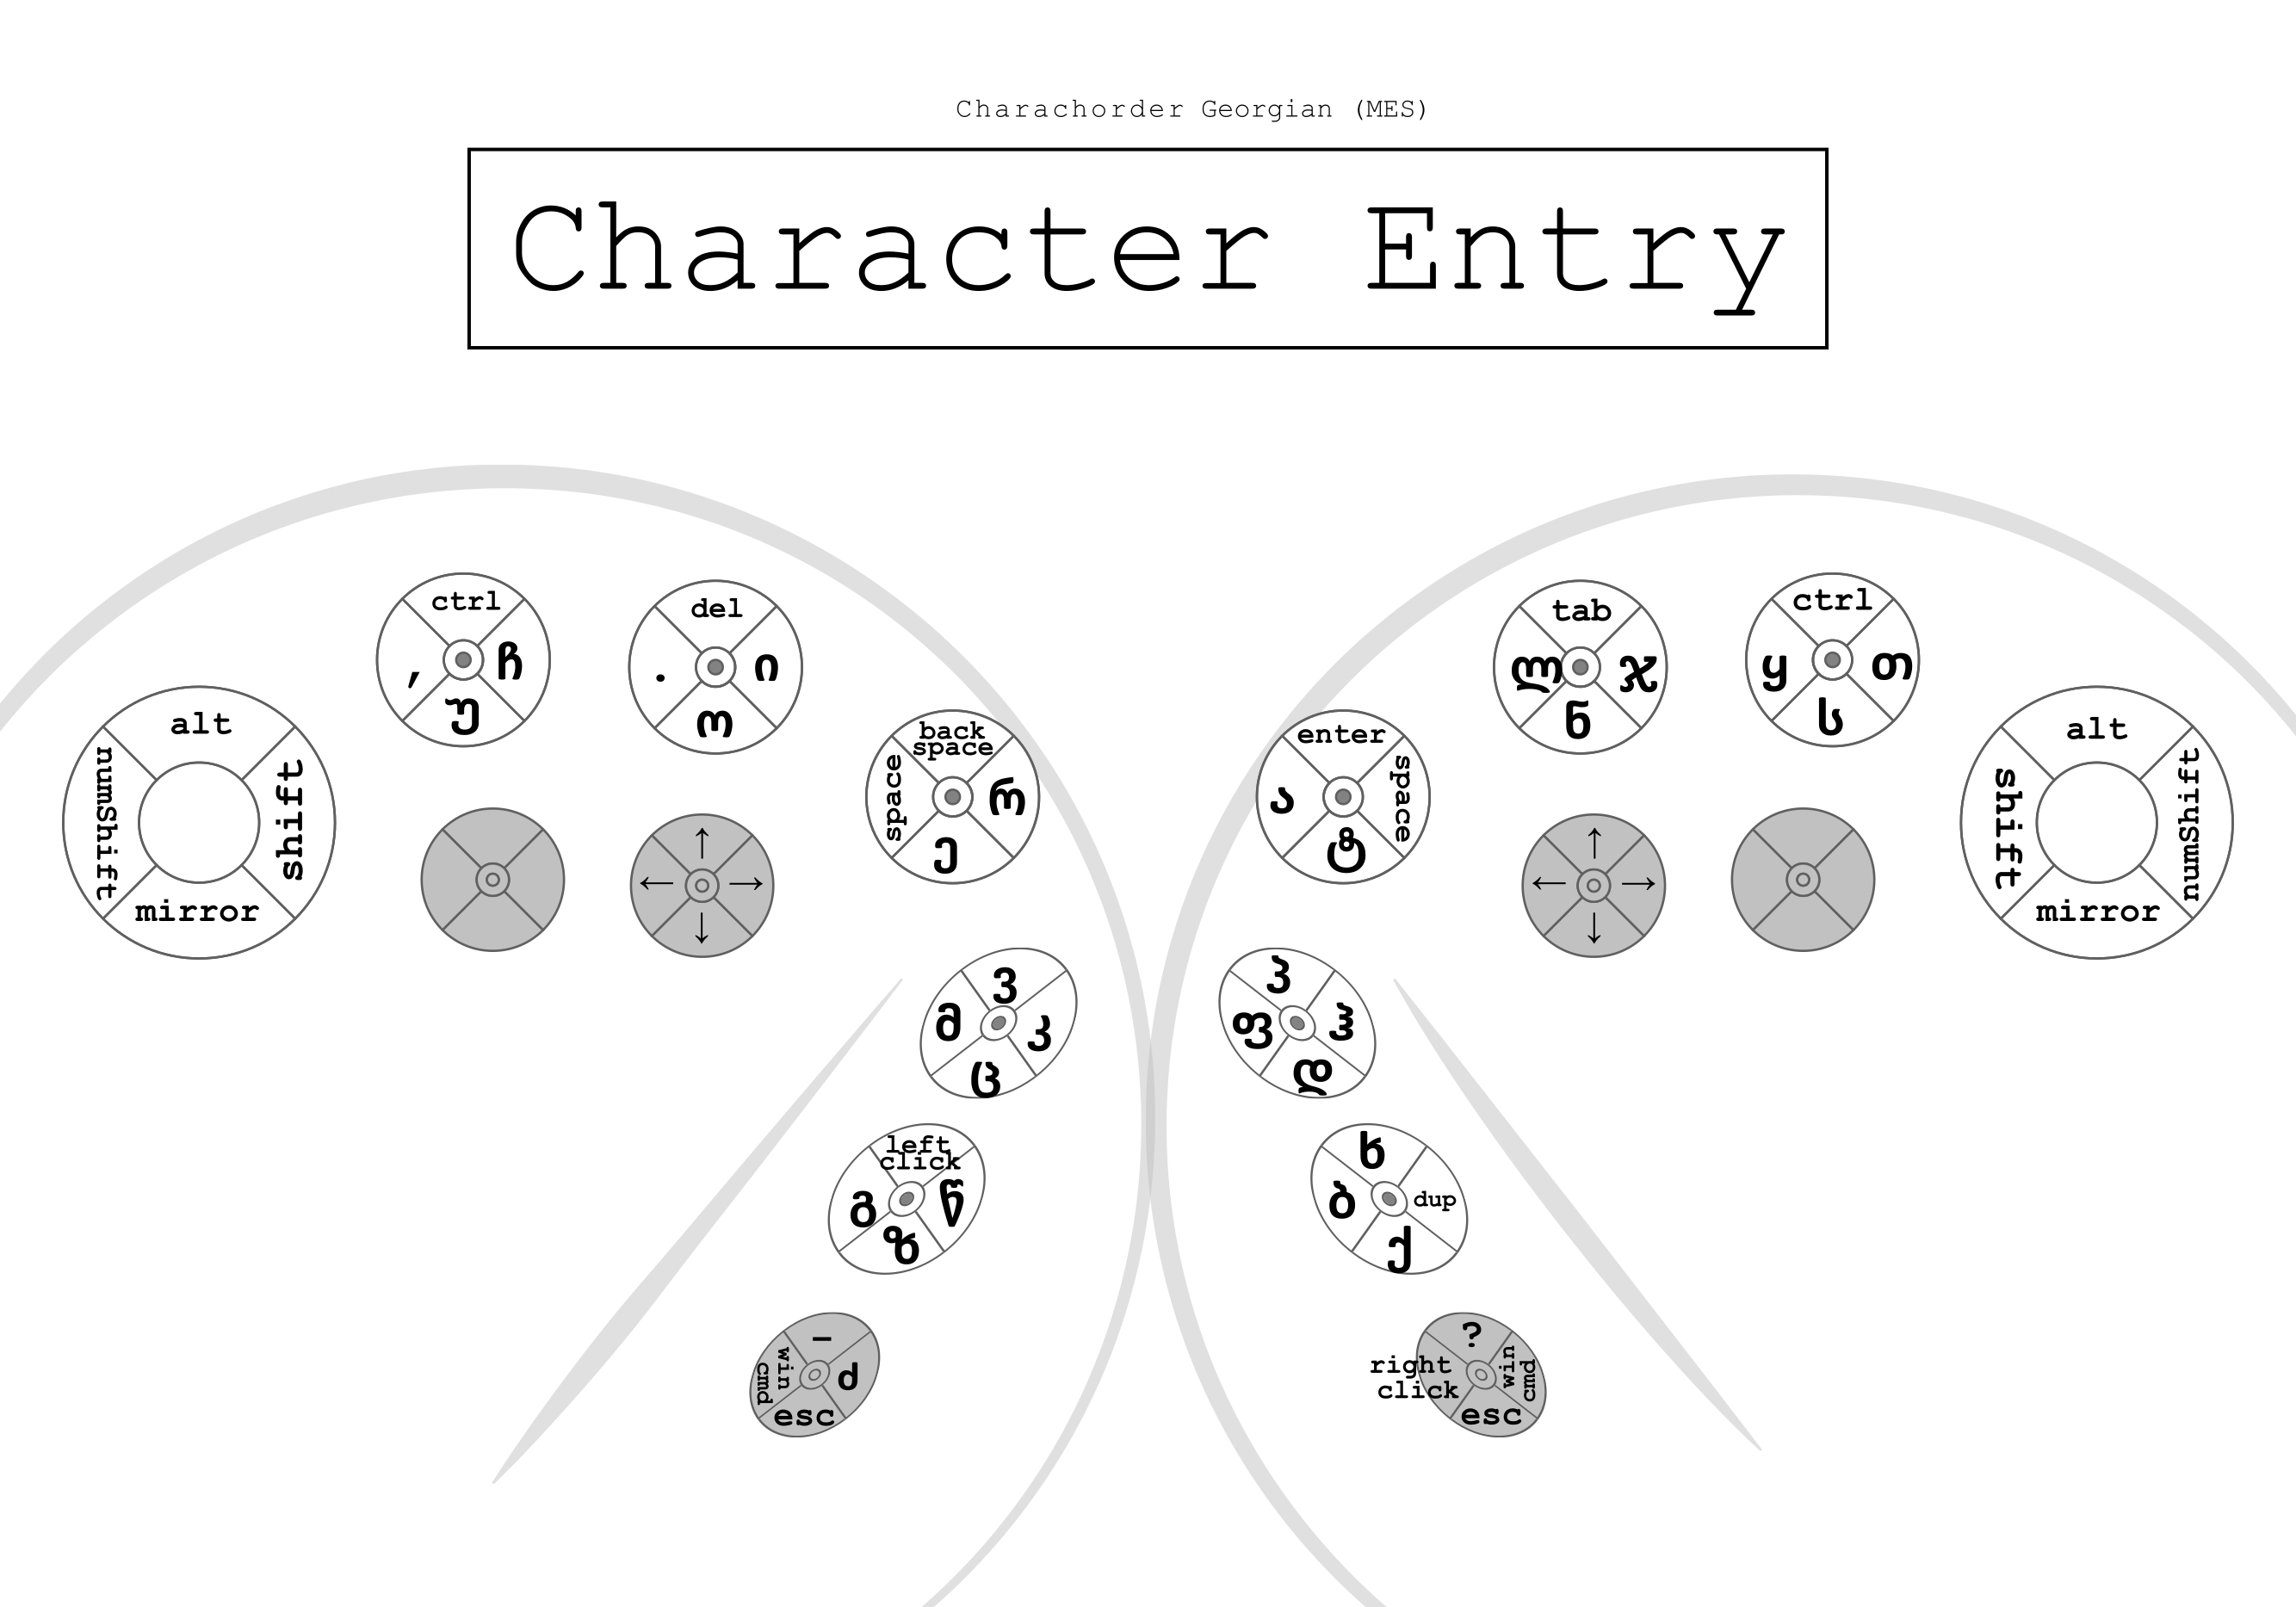 Charachorder Georgian (MES)
Character Entry
alt
numShift
shift
mirror
ctrl
, ჩ
უ
del
. ი
ო
back
space
space რ
ე
↑
← →
↓
ვ
მ კ
ც
left
click
გ წ
ზ
–
win
cmd
d
esc
enter
ა space
ტ
tab
ლ ჯ
ნ
ctrl
ყ თ
ს
alt
shift
numShift
mirror
↑
← →
↓
პ
ფ ჰ
დ
ხ
ბ dup
ქ
?
right
click
win
cmd
esc